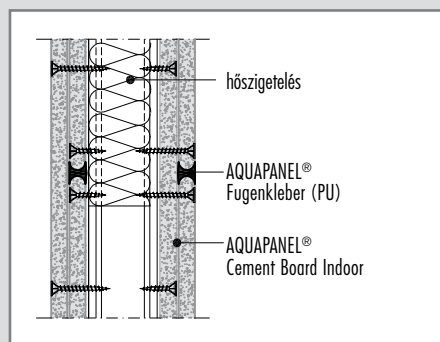 hőszigetelés
AQUAPANEL®
Fugenkleber (PU)
AQUAPANEL®
Cement Board Indoor